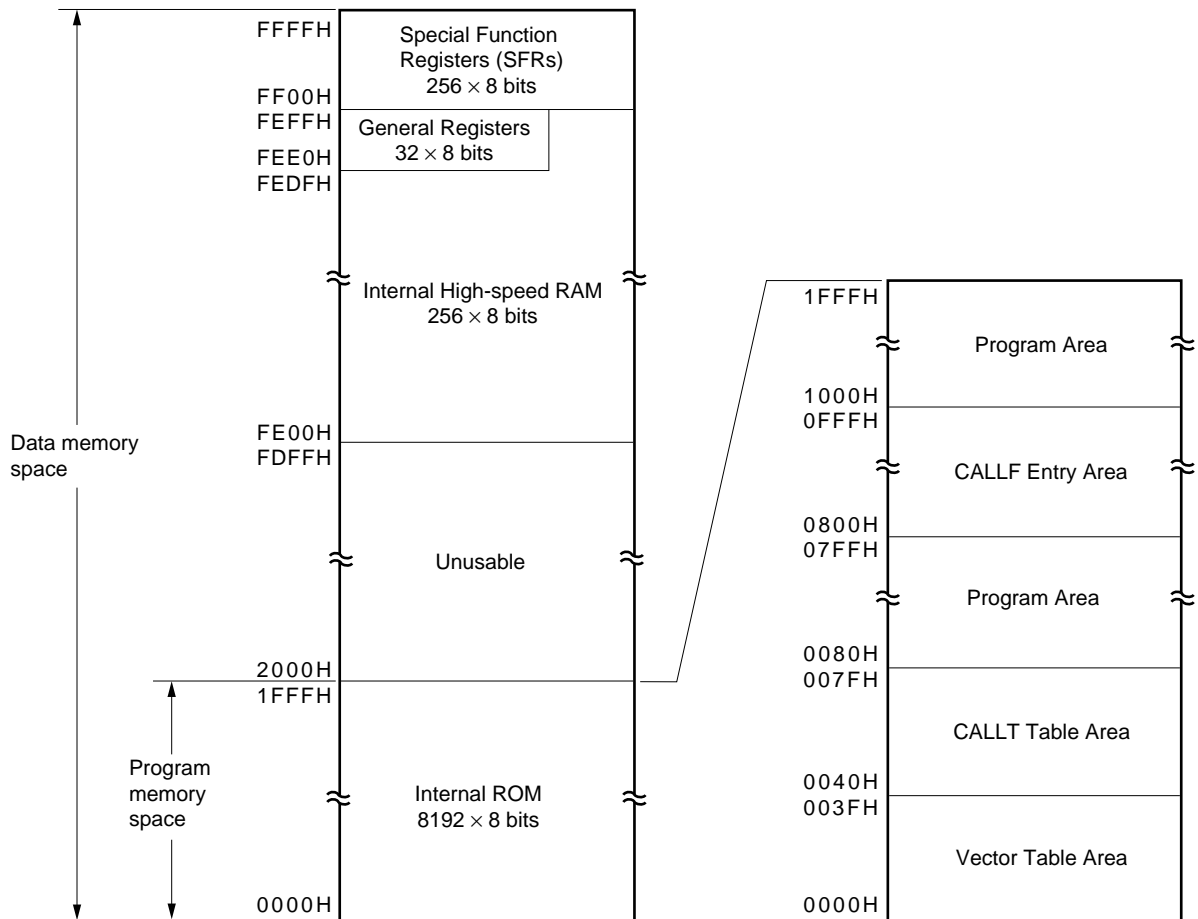 FFFFH
Special Function
Registers (SFRs)
256 × 8 bits
FF00H
FEFFH
General Registers
32 × 8 bits
FEE0H
FEDFH
Internal High-speed RAM
256 × 8 bits
FE00H
FDFFH
Data memory
space
Unusable
2000H
1FFFH
Program
memory
space
Internal ROM
8192 × 8 bits
0000H
1FFFH
Program Area
1000H
0FFFH
CALLF Entry Area
0800H
07FFH
Program Area
0080H
007FH
CALLT Table Area
0040H
003FH
Vector Table Area
0000H